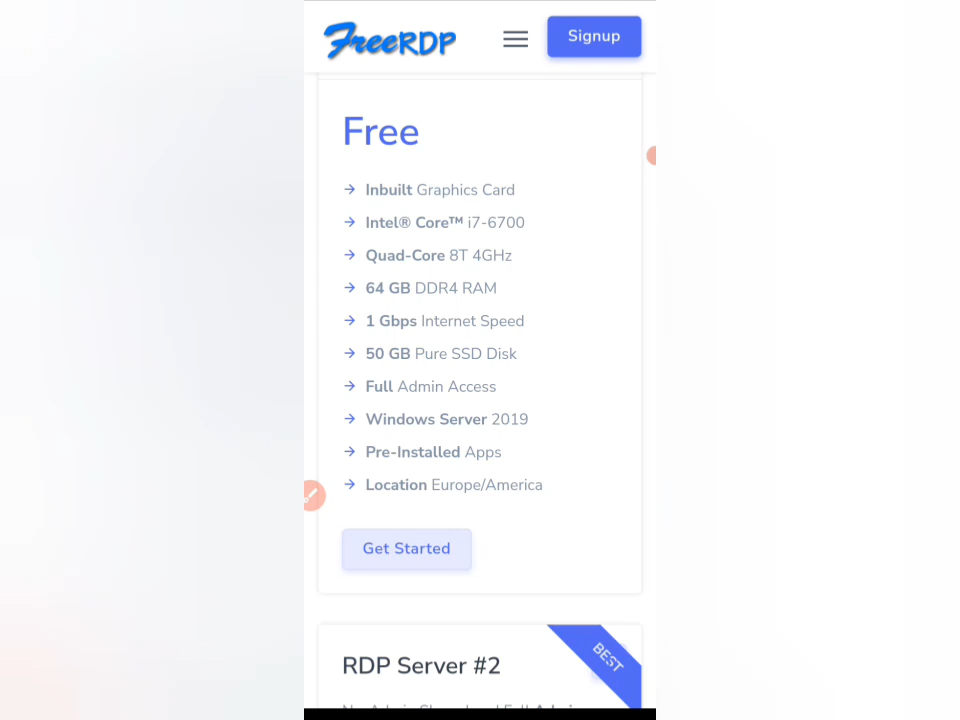 FreeRDP
Signup
Free
→ Inbuilt Graphics Card
→ Intel® Core™ i7-6700
→ Quad-Core 8T 4GHz
→ 64 GB DDR4 RAM
→ 1 Gbps Internet Speed
→ 50 GB Pure SSD Disk
→ Full Admin Access
→ Windows Server 2019
→ Pre-Installed Apps
→ Location Europe/America
Get Started
BEST
RDP Server #2